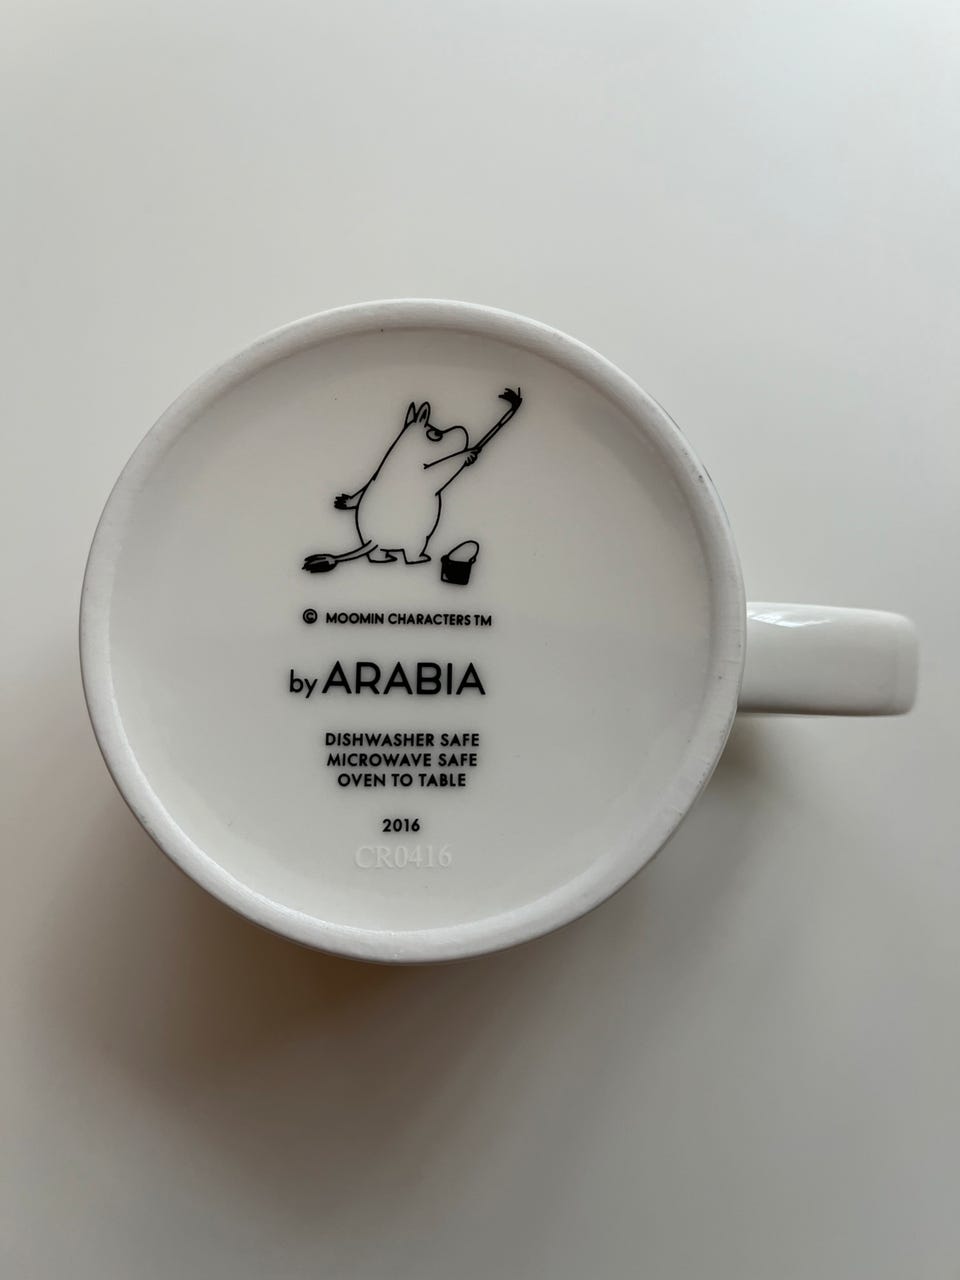 © MOOMIN CHARACTERS TM
by ARABIA
DISHWASHER SAFE
MICROWAVE SAFE
OVEN TO TABLE
2016
CR0416